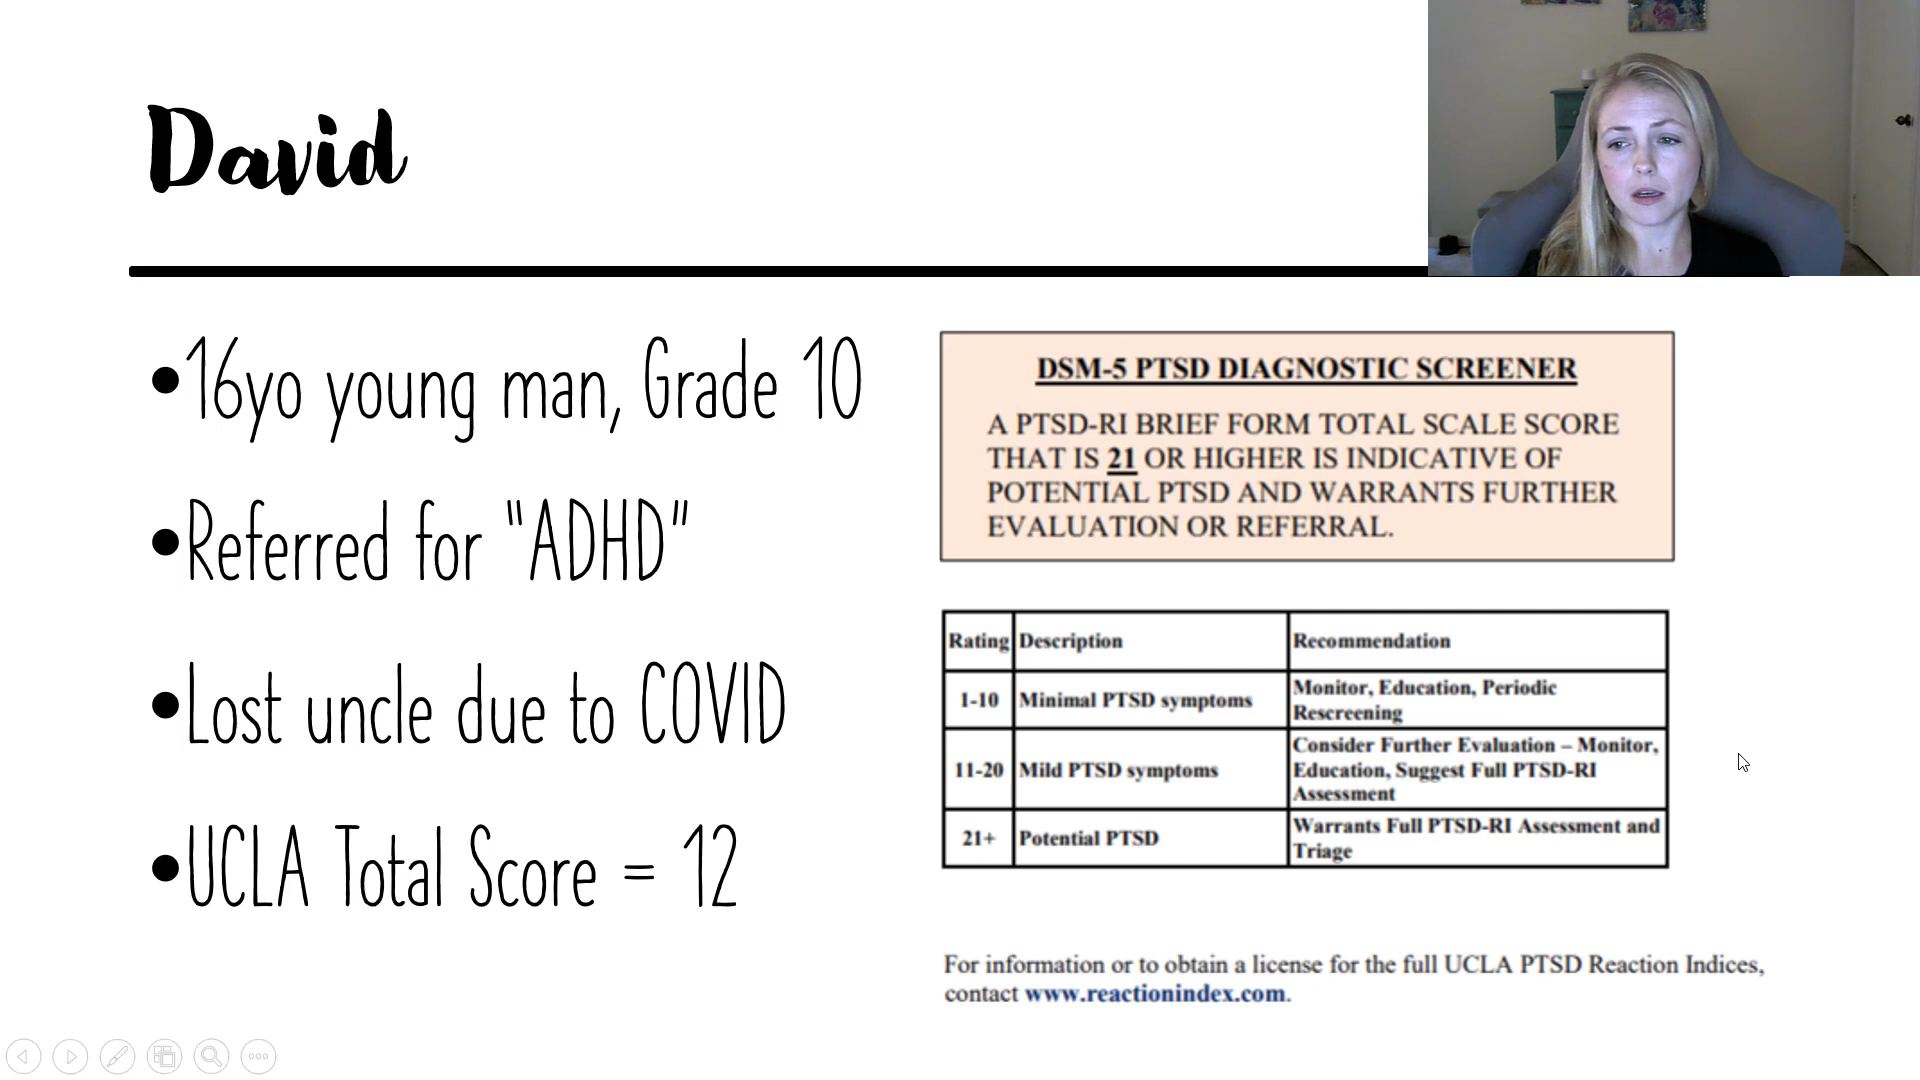 David
•16yo young man, Grade 10
•Referred for "ADHD"
•Lost uncle due to COVID
•UCLA Total Score = 12
DSM-5 PTSD DIAGNOSTIC SCREENER
A PTSD-RI BRIEF FORM TOTAL SCALE SCORE
THAT IS 21 OR HIGHER IS INDICATIVE OF
POTENTIAL PTSD AND WARRANTS FURTHER
EVALUATION OR REFERRAL.
Rating Description Recommendation
1-10 Minimal PTSD symptoms Monitor, Education, Periodic
Rescreening
11-20 Mild PTSD symptoms Consider Further Evaluation – Monitor,
Education, Suggest Full PTSD-RI
Assessment
21+ Potential PTSD Warrants Full PTSD-RI Assessment and
Triage
For information or to obtain a license for the full UCLA PTSD Reaction Indices,
contact www.reactionindex.com.